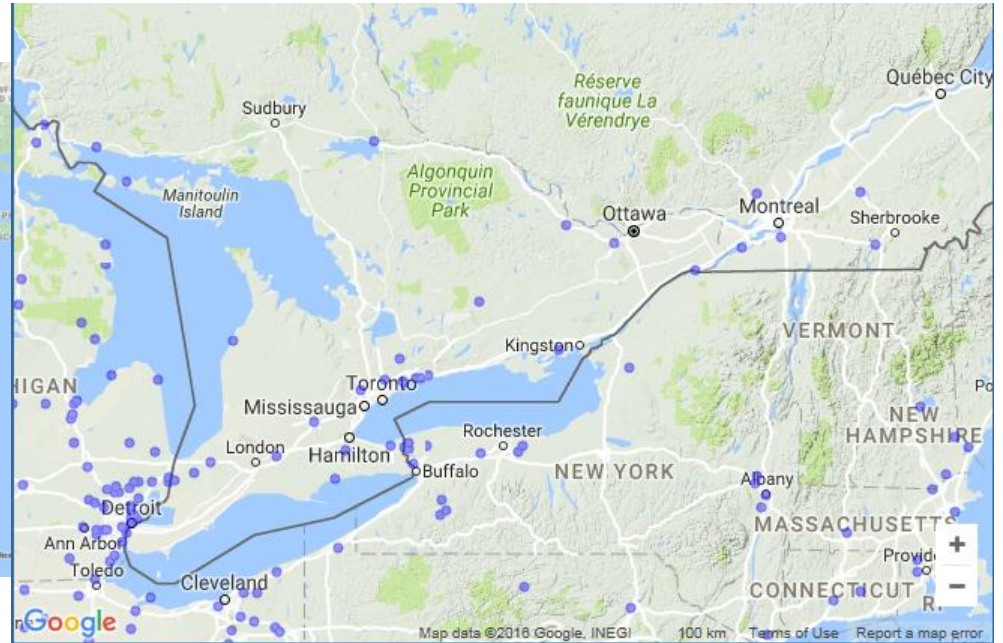 Québec City
Réserve
faunique La
Vérendrye
Sudbury
Algonquin
Provincial
Park
Manitoulin
Island
Ottawa
Montreal
Sherbrooke
Kingston
VERMONT
HIGAN
Toronto
Mississauga
Hamilton
London
Rochester
Buffalo
NEW YORK
NEW
HAMPSHIRE
Albany
Detroit
Ann Arbor
Toledo
Cleveland
MASSACHUSETTS
Provid
CONNECTICUT
R.
+
−
Google
Map data ©2016 Google, INEGI 100 km Terms of Use Report a map error